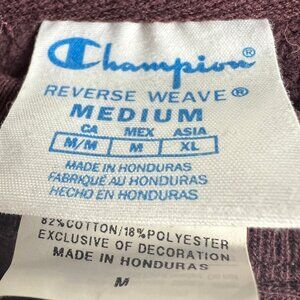 Champion®
REVERSE WEAVE®
MEDIUM
CA MEX ASIA
M/M M XL
MADE IN HONDURAS
FABRIQUÉ AU HONDURAS
HECHO EN HONDURAS
82%COTTON/18%POLYESTER
EXCLUSIVE OF DECORATION
MADE IN HONDURAS
M